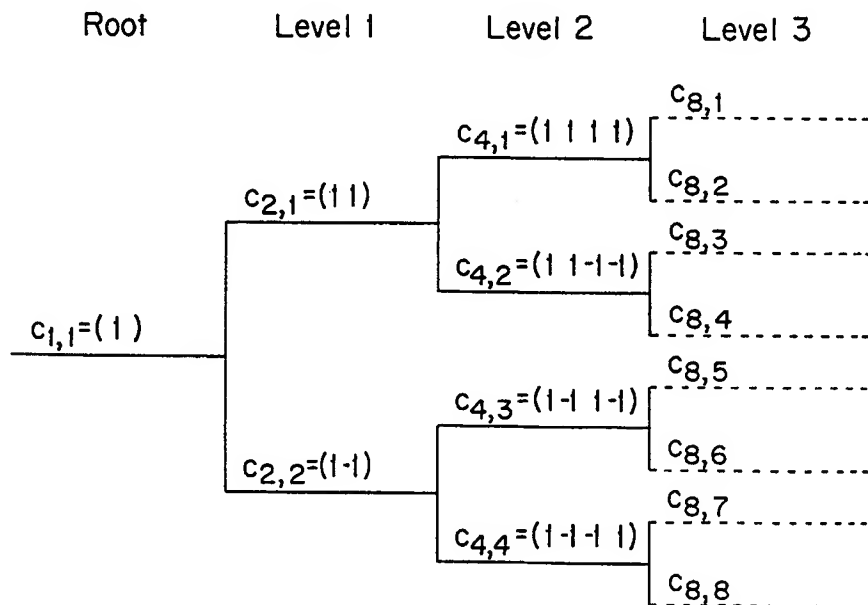 Root Level 1 Level 2 Level 3
c8,1
c4,1=(1 1 1 1)
c8,2
c2,1=(1 1)
c8,3
c4,2=(1 1-1-1)
c8,4
c1,1=(1)
c8,5
c4,3=(1-1 1-1)
c8,6
c2,2=(1-1)
c8,7
c4,4=(1-1-1 1)
c8,8